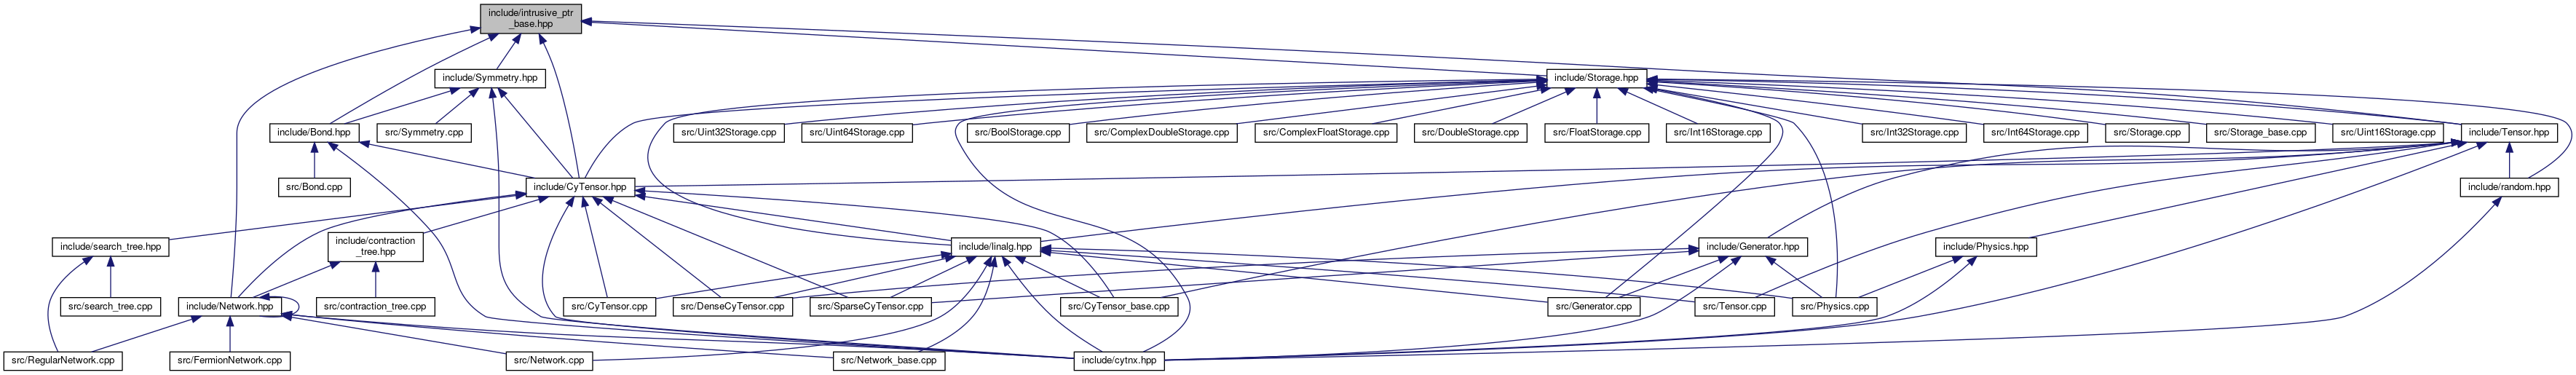 include/intrusive_ptr
_base.hpp
include/Symmetry.hpp
include/Storage.hpp
include/Bond.hpp
src/Symmetry.cpp
src/Uint32Storage.cpp
src/Uint64Storage.cpp
src/BoolStorage.cpp
src/ComplexDoubleStorage.cpp
src/ComplexFloatStorage.cpp
src/DoubleStorage.cpp
src/FloatStorage.cpp
src/Int16Storage.cpp
src/Int32Storage.cpp
src/Int64Storage.cpp
src/Storage.cpp
src/Storage_base.cpp
src/Uint16Storage.cpp
include/Tensor.hpp
src/Bond.cpp
include/CyTensor.hpp
include/random.hpp
include/search_tree.hpp
include/contraction
_tree.hpp
include/linalg.hpp
include/Generator.hpp
include/Physics.hpp
src/search_tree.cpp
include/Network.hpp
src/contraction_tree.cpp
src/CyTensor.cpp
src/DenseCyTensor.cpp
src/SparseCyTensor.cpp
src/CyTensor_base.cpp
src/Generator.cpp
src/Tensor.cpp
src/Physics.cpp
src/RegularNetwork.cpp
src/FermionNetwork.cpp
src/Network.cpp
src/Network_base.cpp
include/cytnx.hpp